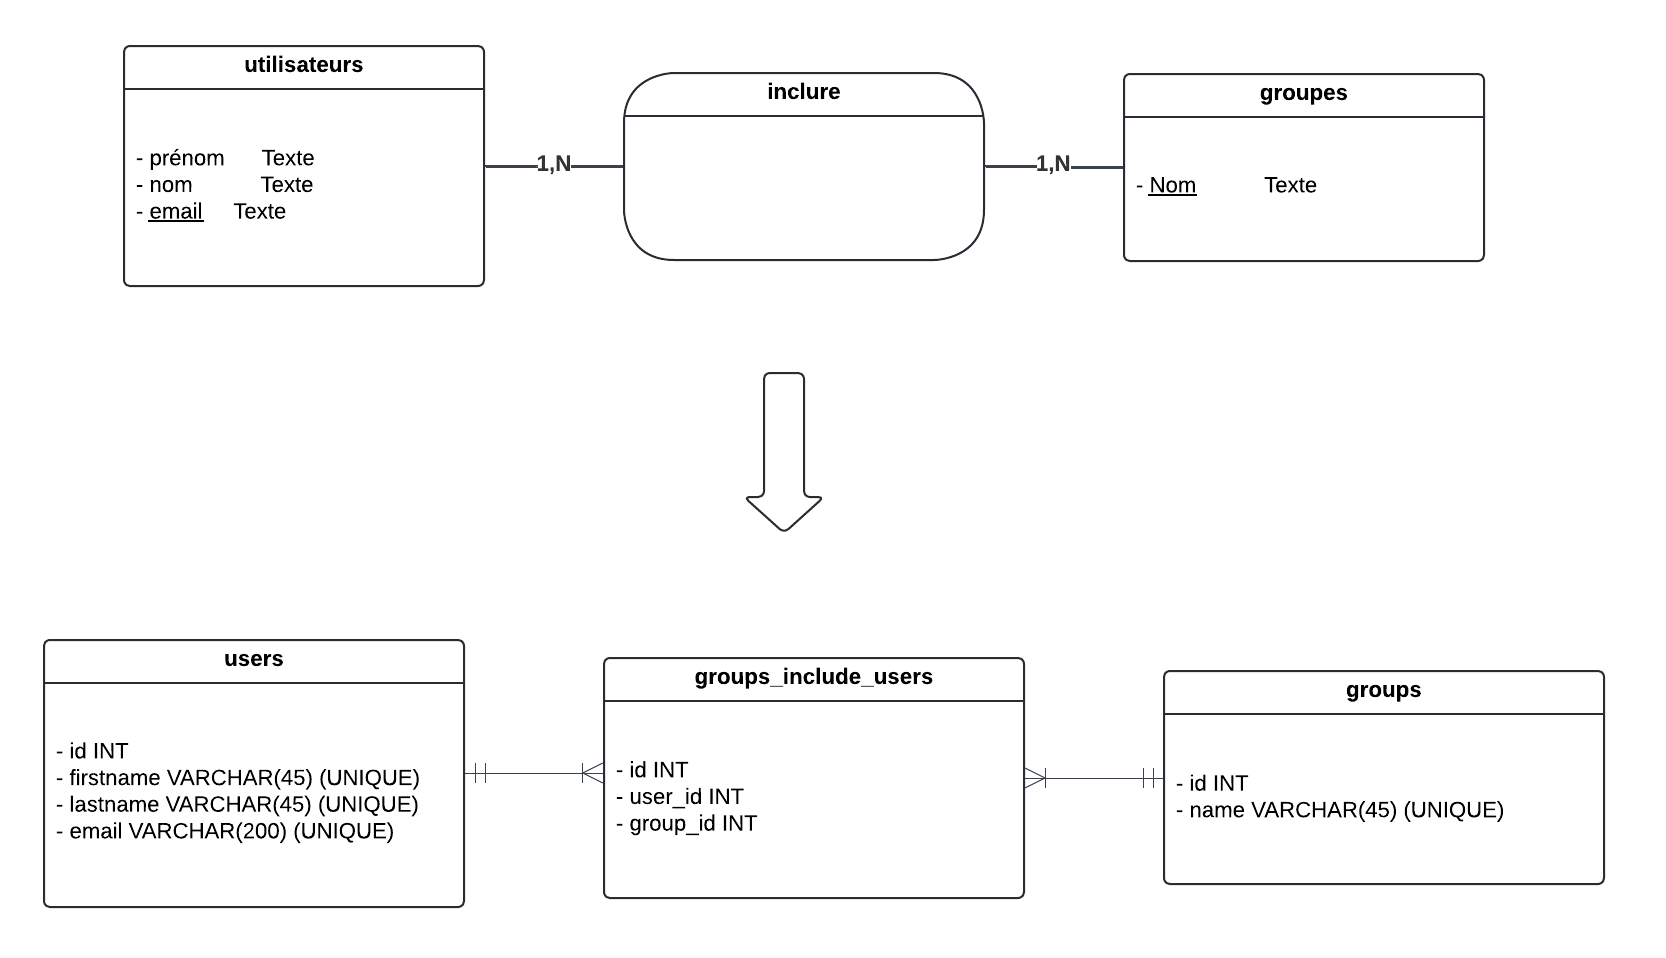 utilisateurs
- prénom Texte
- nom Texte
- email Texte
1,N
inclure
1,N
groupes
- Nom Texte
users
- id INT
- firstname VARCHAR(45) (UNIQUE)
- lastname VARCHAR(45) (UNIQUE)
- email VARCHAR(200) (UNIQUE)
groups_include_users
- id INT
- user_id INT
- group_id INT
groups
- id INT
- name VARCHAR(45) (UNIQUE)